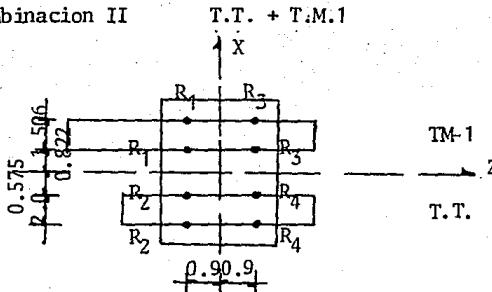 binacion II T.T. + T.M.1
X
R1 R3
R1 R3 TM-1
Z
R2 R4 T.T.
R2 R4
0.575
0.822
506
0.9 0.9